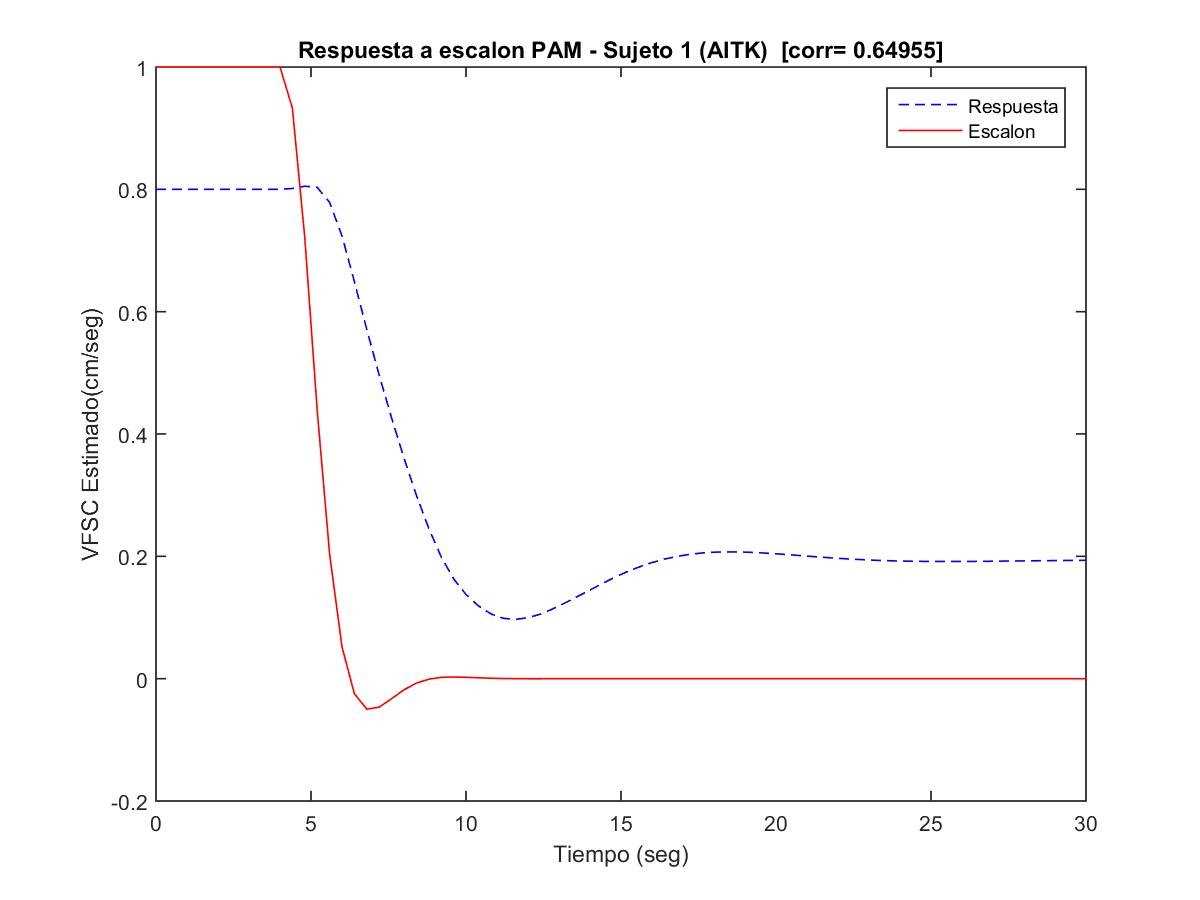 Respuesta a escalon PAM - Sujeto 1 (AITK)  [corr= 0.64955]
Respuesta
Escalon
VFSC Estimado(cm/seg)
1
0.8
0.6
0.4
0.2
0
-0.2
0 5 10 15 20 25 30
Tiempo (seg)